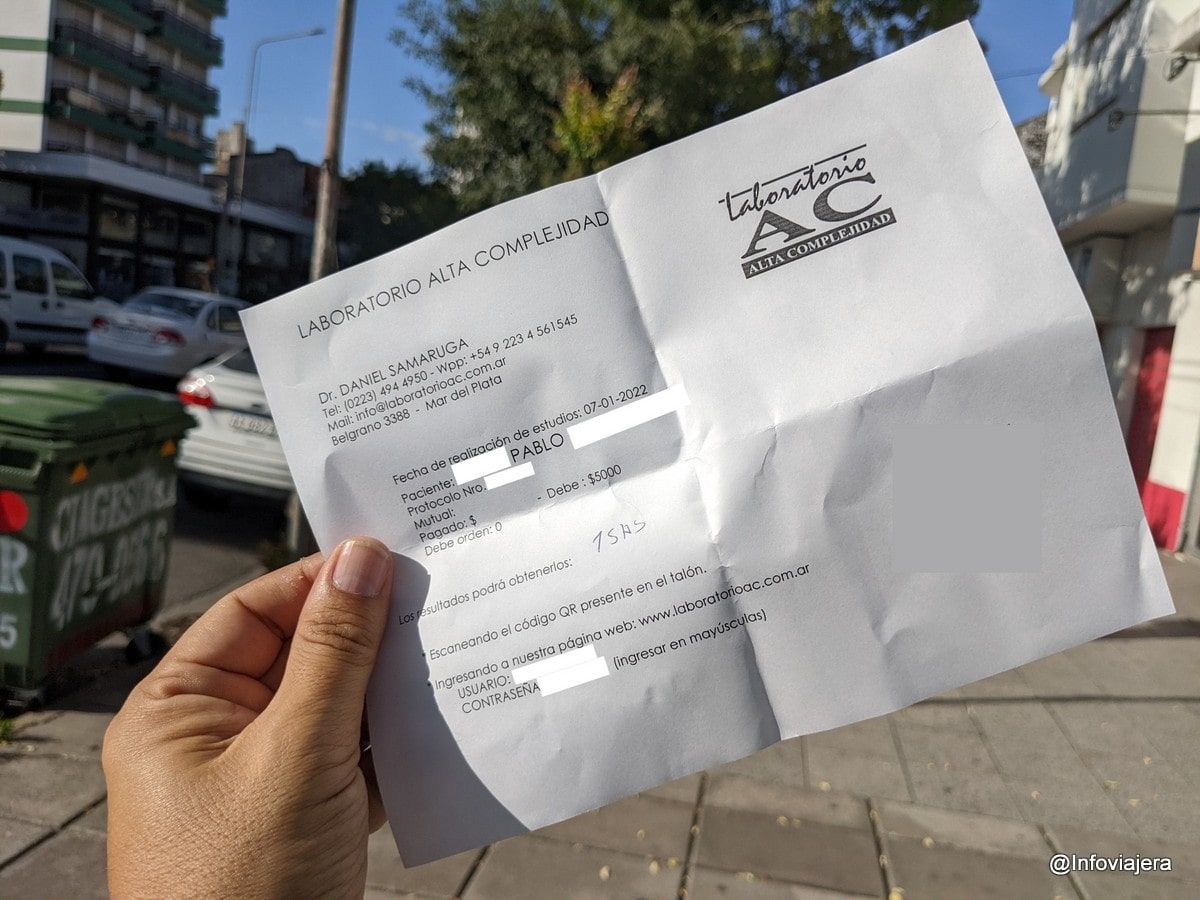 LABORATORIO ALTA COMPLEJIDAD
Laboratorio
AC
ALTA COMPLEJIDAD
Dr. DANIEL SAMARUGA
Tel: (0223) 494 4950 - Wpp: +54 9 223 4 561545
Mail: info@laboratorioac.com.ar
Belgrano 3388 - Mar del Plata
Fecha de realización de estudios: 07-01-2022
Paciente: PABLO
Protocolo Nro.
Mutual:
Pagado: $ - Debe : $5000
Debe orden: 0
Los resultados podrá obtenerlos:
Escaneando el código QR presente en el talón.
Ingresando a nuestra página web: www.laboratorioac.com.ar
USUARIO: (ingresar en mayúsculas)
CONTRASEÑA
@Infoviajera